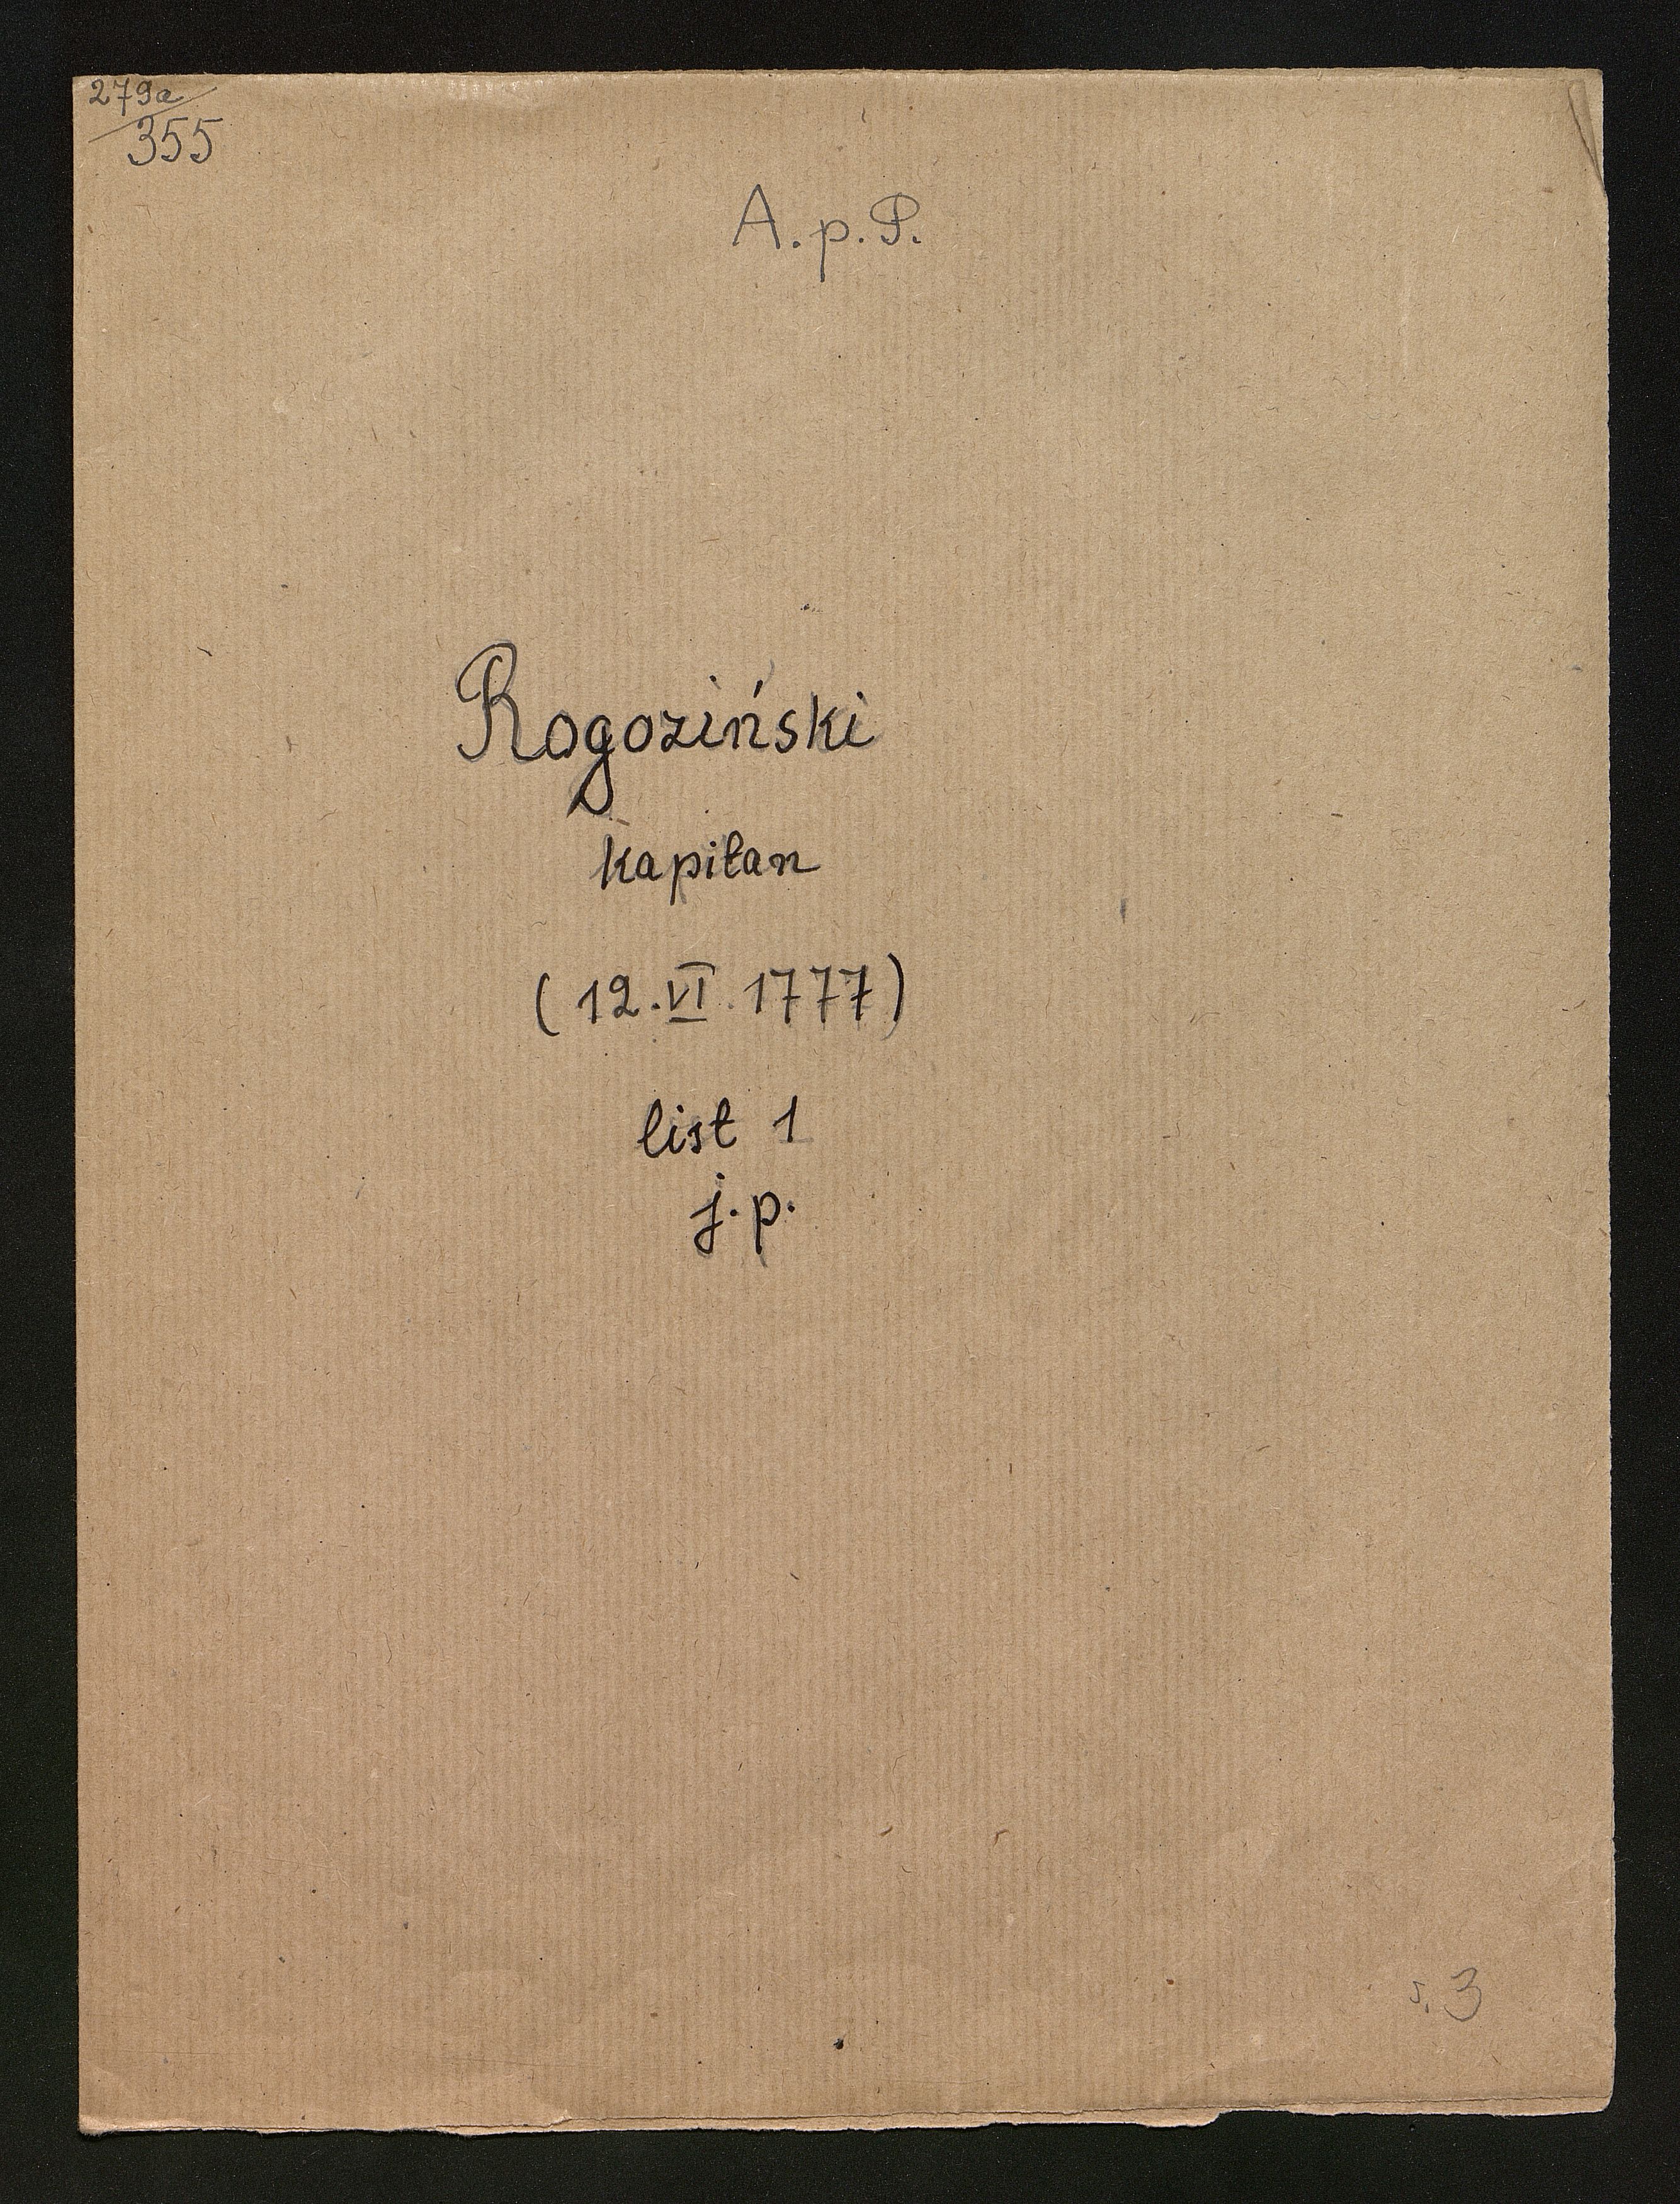 279a
355
A.p.P.
Rogoziński
kapitan
(12.VI.1777)
list 1
j.p.
s. 3